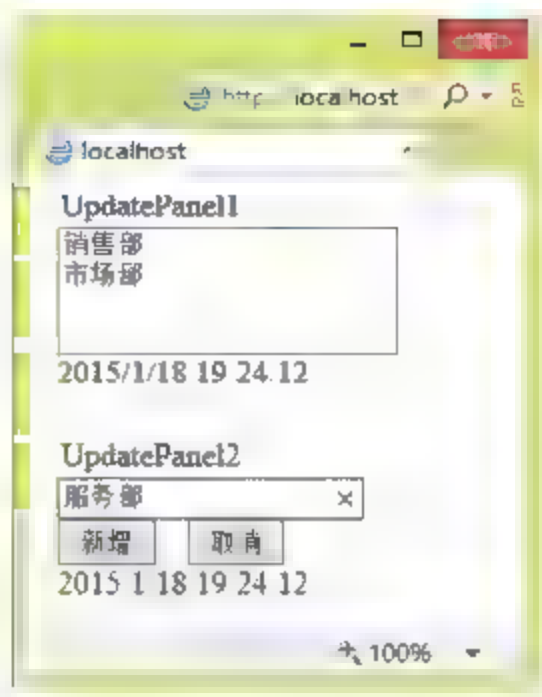 localhost
localhost
UpdatePanel1
销售部
市场部
2015/1/18 19 24:12
UpdatePanel2
服务部 ×
新增 取消
2015 1 18 19 24 12
100%